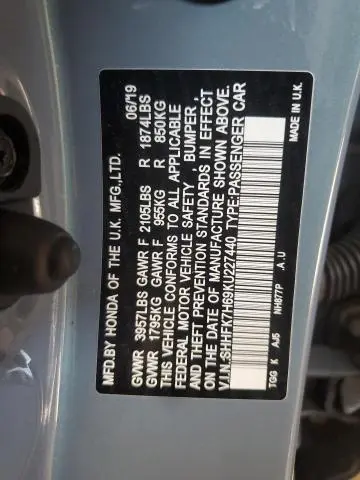 MFD.BY HONDA OF THE U.K. MFG.,LTD. 06/19
GVWR 3957LBS GAWR F 2105LBS R 1874LBS
GVWR 1795KG GAWR F 955KG R 850KG
THIS VEHICLE CONFORMS TO ALL APPLICABLE
FEDERAL MOTOR VEHICLE SAFETY , BUMPER ,
AND THEFT PREVENTION STANDARDS IN EFFECT
ON THE DATE OF MANUFACTURE SHOWN ABOVE.
V.I.N.:SHHFK7H69KU227440 TYPE:PASSENGER CAR
NH877P .A.U MADE IN U.K.
TGG K AJ5